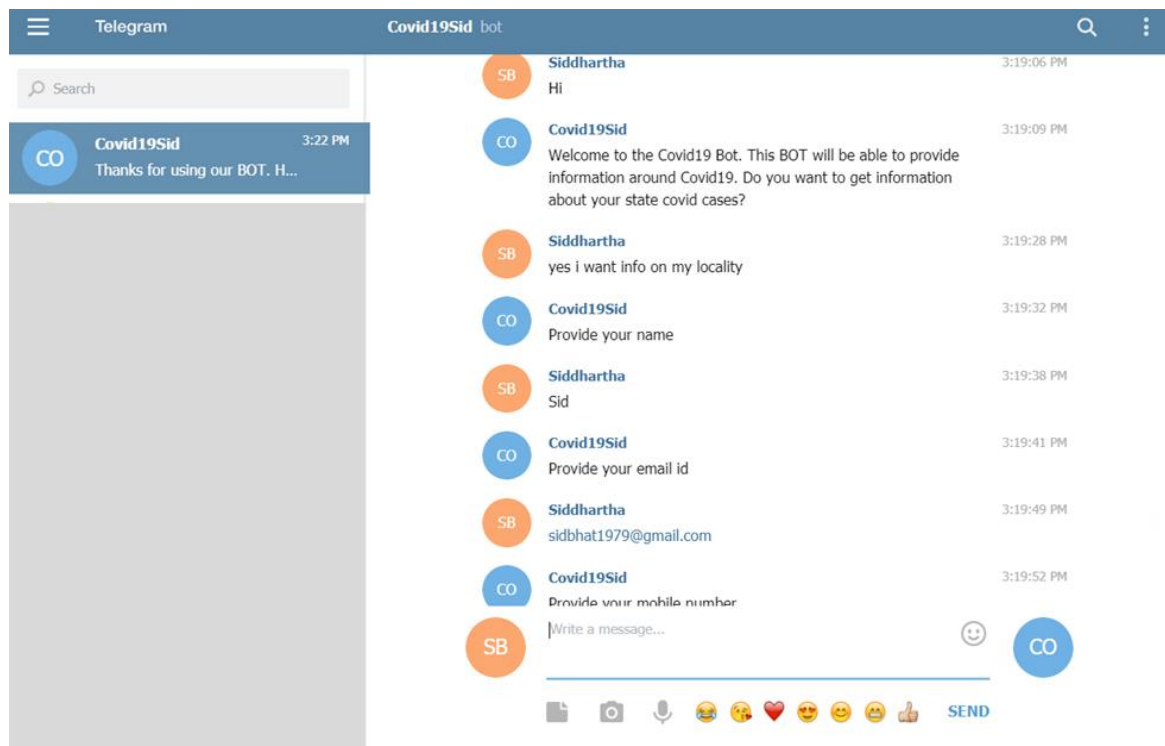 Telegram
Covid19Sid bot
Search
CO
Covid19Sid 3:22 PM
Thanks for using our BOT. H...
SB
Siddhartha 3:19:06 PM
Hi
CO
Covid19Sid 3:19:09 PM
Welcome to the Covid19 Bot. This BOT will be able to provide
information around Covid19. Do you want to get information
about your state covid cases?
SB
Siddhartha 3:19:28 PM
yes i want info on my locality
CO
Covid19Sid 3:19:32 PM
Provide your name
SB
Siddhartha 3:19:38 PM
Sid
CO
Covid19Sid 3:19:41 PM
Provide your email id
SB
Siddhartha 3:19:49 PM
sidbhat1979@gmail.com
CO
Covid19Sid 3:19:52 PM
Provide your mobile number
SB
Write a message...
CO
SEND